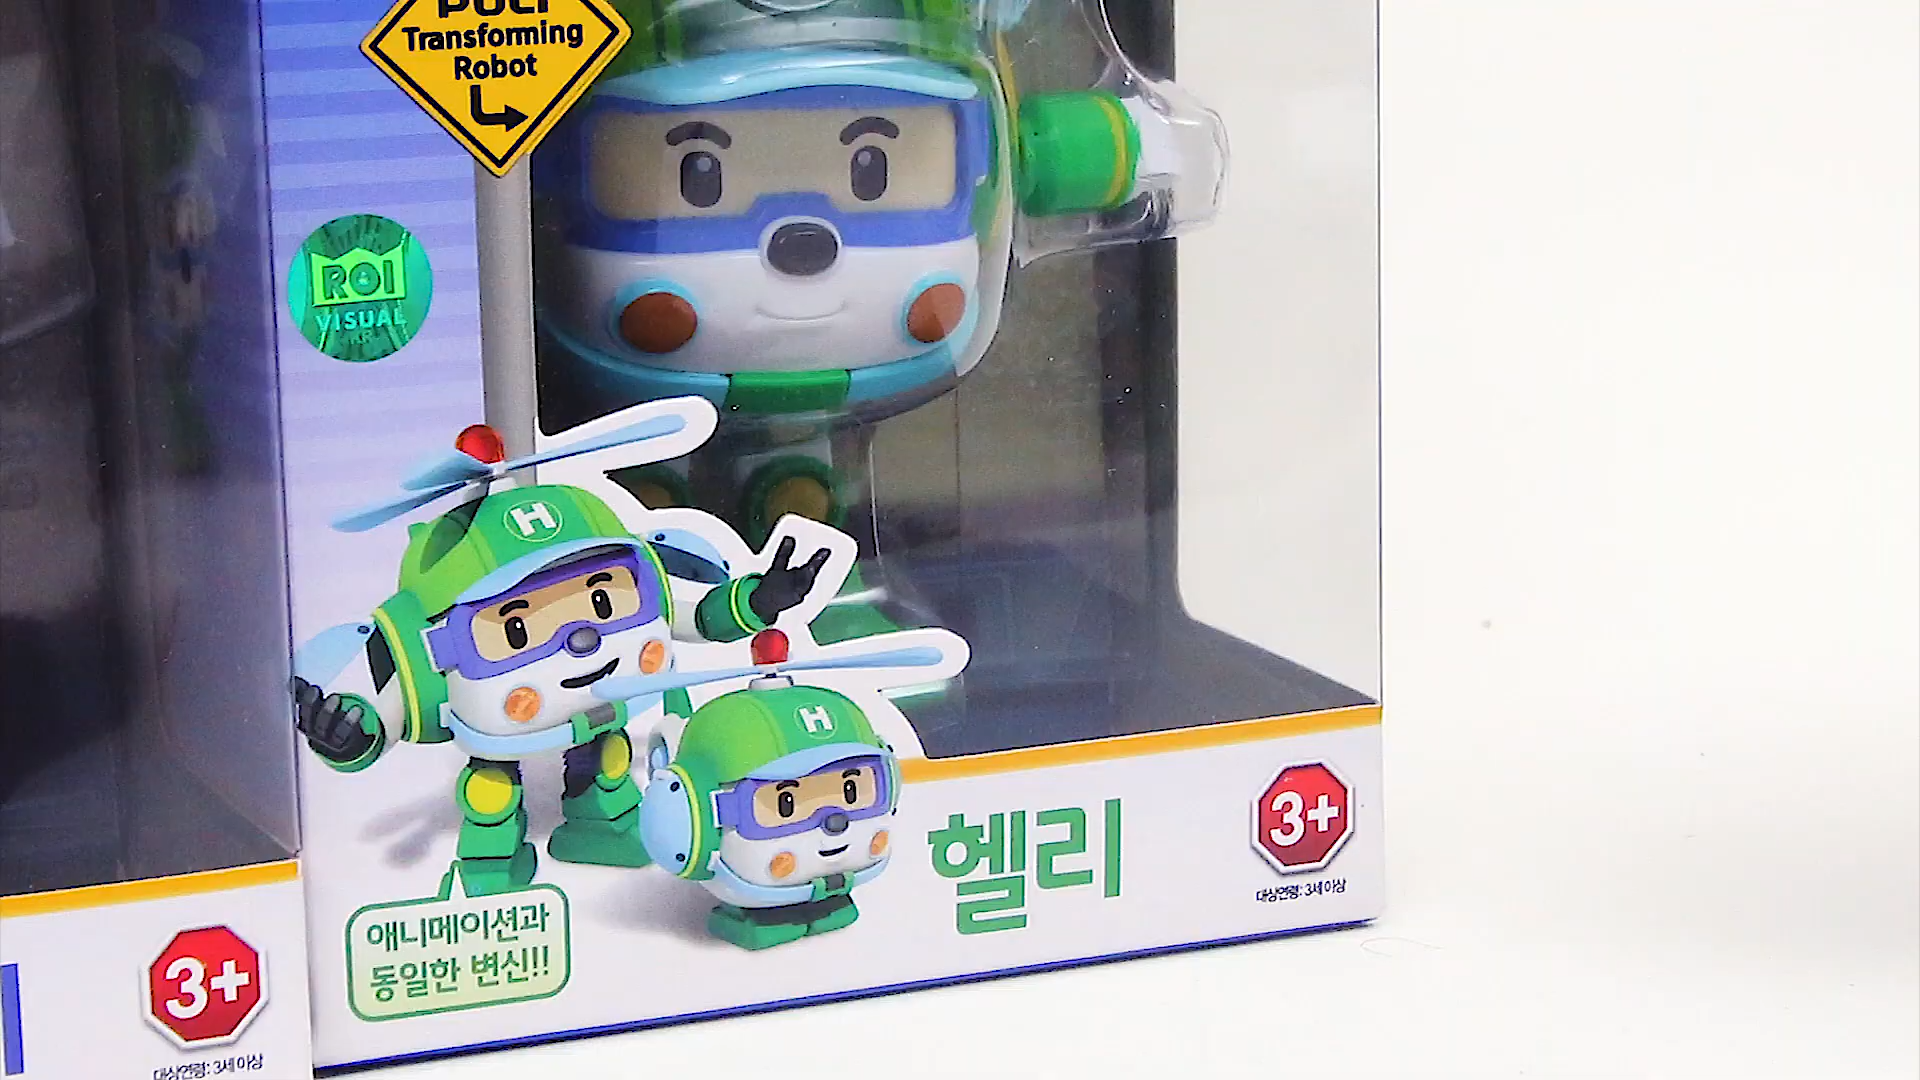 POLI
Transforming
Robot
ROI
VISUAL
H
H
헬리
3+
대상연령: 3세 이상
애니메이션과
동일한 변신!!
3+
대상연령: 3세 이상